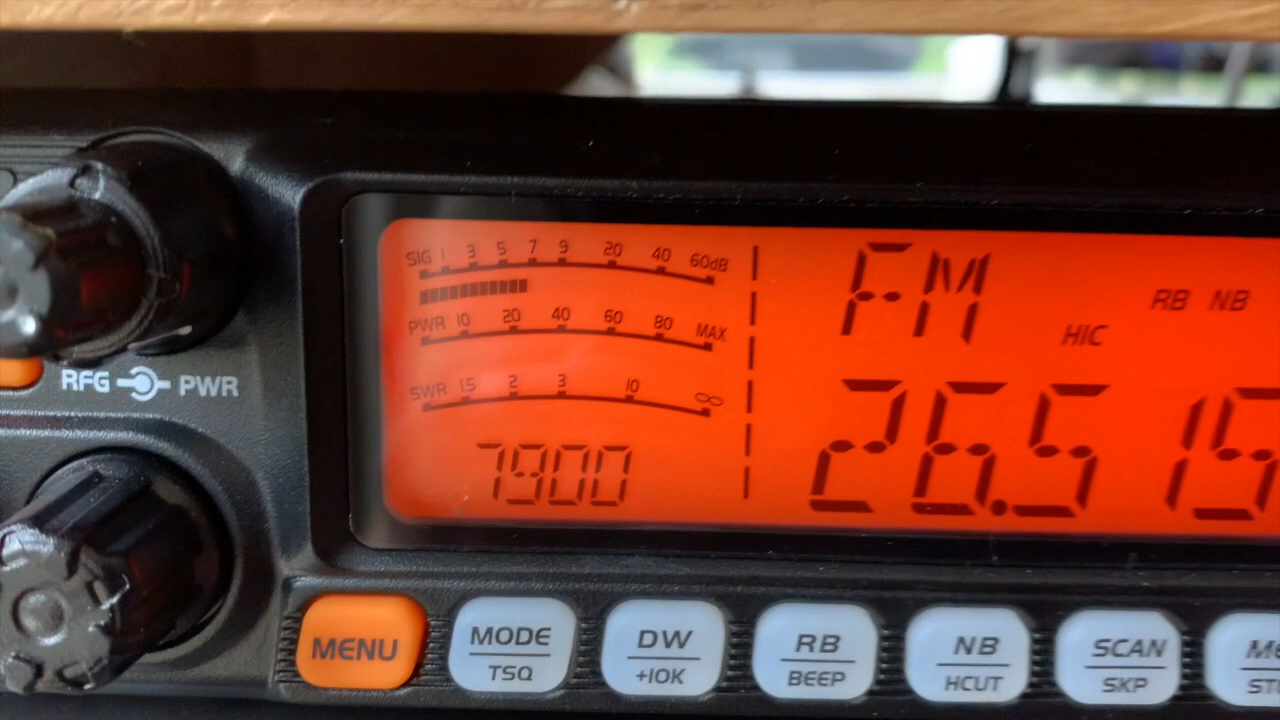 SIG 1 3 5 7 9 20 40 60dB
PWR 10 20 40 60 80 MAX
SWR 1.5 2 3 10 ∞
7900
FM
HIC
RB NB
26.515
RFG PWR
MENU
MODE
TSQ
DW
+10K
RB
BEEP
NB
HCUT
SCAN
SKP